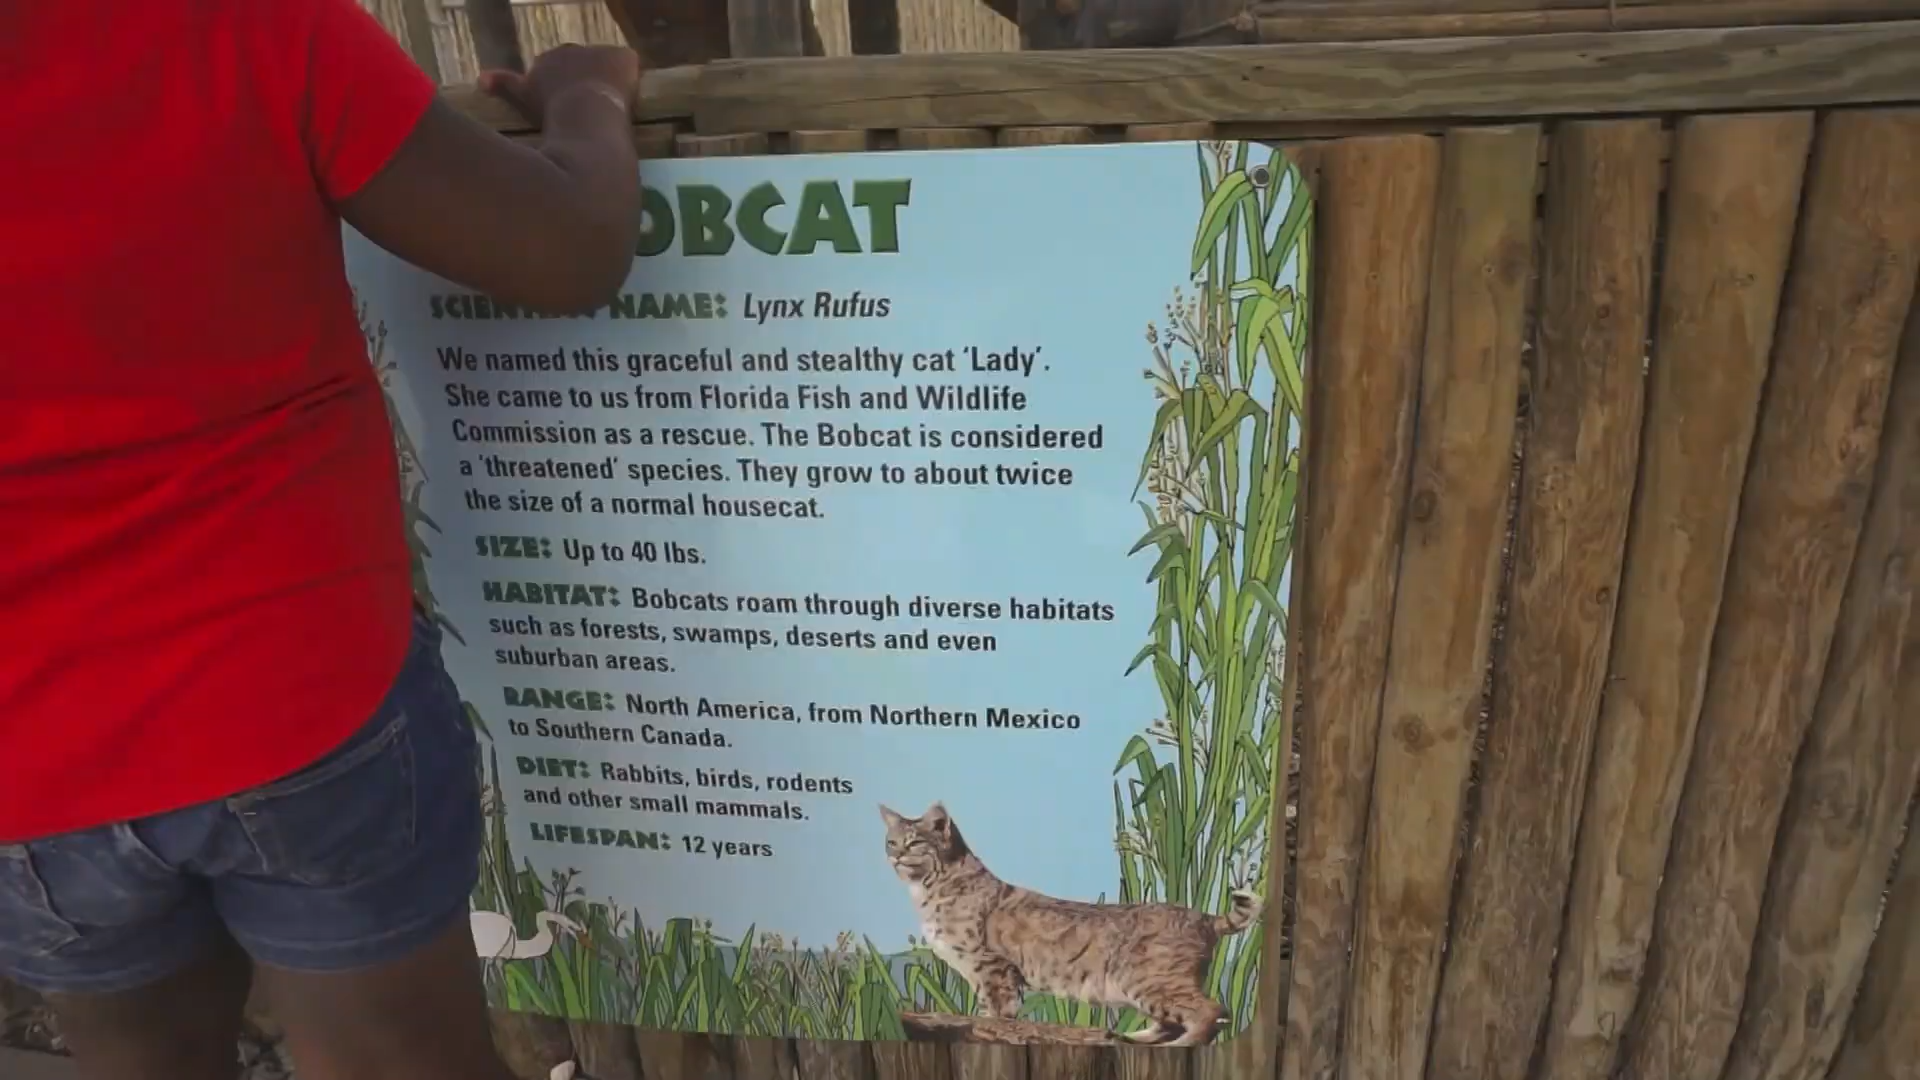 OBCAT
NAME: Lynx Rufus
We named this graceful and stealthy cat ‘Lady’.
She came to us from Florida Fish and Wildlife
Commission as a rescue. The Bobcat is considered
a ‘threatened’ species. They grow to about twice
the size of a normal housecat.
SIZE: Up to 40 lbs.
HABITAT: Bobcats roam through diverse habitats
such as forests, swamps, deserts and even
suburban areas.
RANGE: North America, from Northern Mexico
to Southern Canada.
DIET: Rabbits, birds, rodents
and other small mammals.
LIFESPAN: 12 years